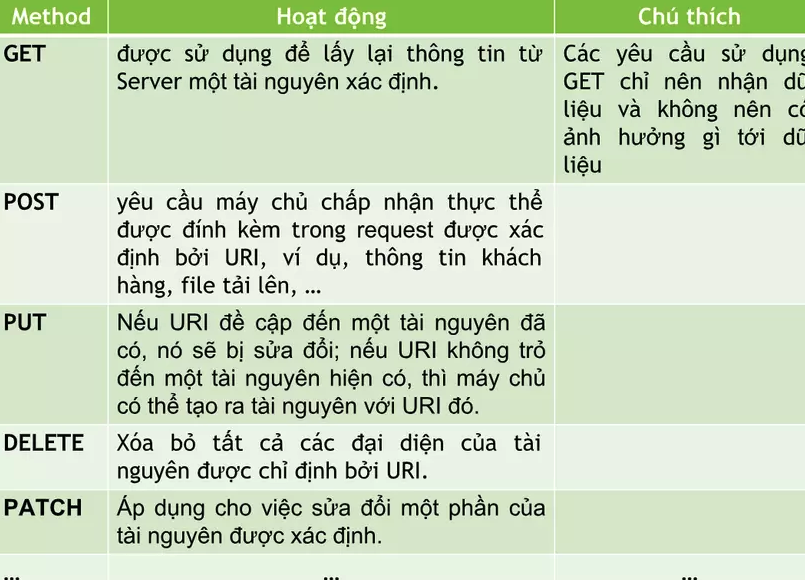 Method Hoạt động Chú thích
GET được sử dụng để lấy lại thông tin từ Các yêu cầu sử dụng
Server một tài nguyên xác định. GET chỉ nên nhận dữ
liệu và không nên có
ảnh hưởng gì tới dữ
liệu
POST yêu cầu máy chủ chấp nhận thực thể
được đính kèm trong request được xác
định bởi URI, ví dụ, thông tin khách
hàng, file tải lên, …
PUT Nếu URI đề cập đến một tài nguyên đã
có, nó sẽ bị sửa đổi; nếu URI không trỏ
đến một tài nguyên hiện có, thì máy chủ
có thể tạo ra tài nguyên với URI đó.
DELETE Xóa bỏ tất cả các đại diện của tài
nguyên được chỉ định bởi URI.
PATCH Áp dụng cho việc sửa đổi một phần của
tài nguyên được xác định.
… … …